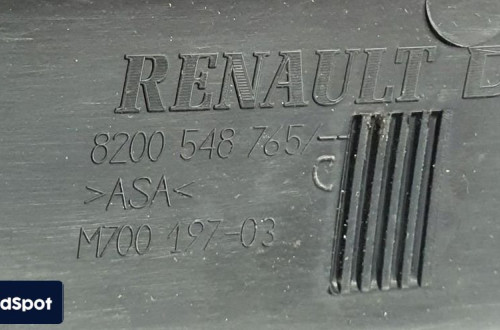 RENAULT
8200 548 765/
>ASA<
M700 197-03
dSpot